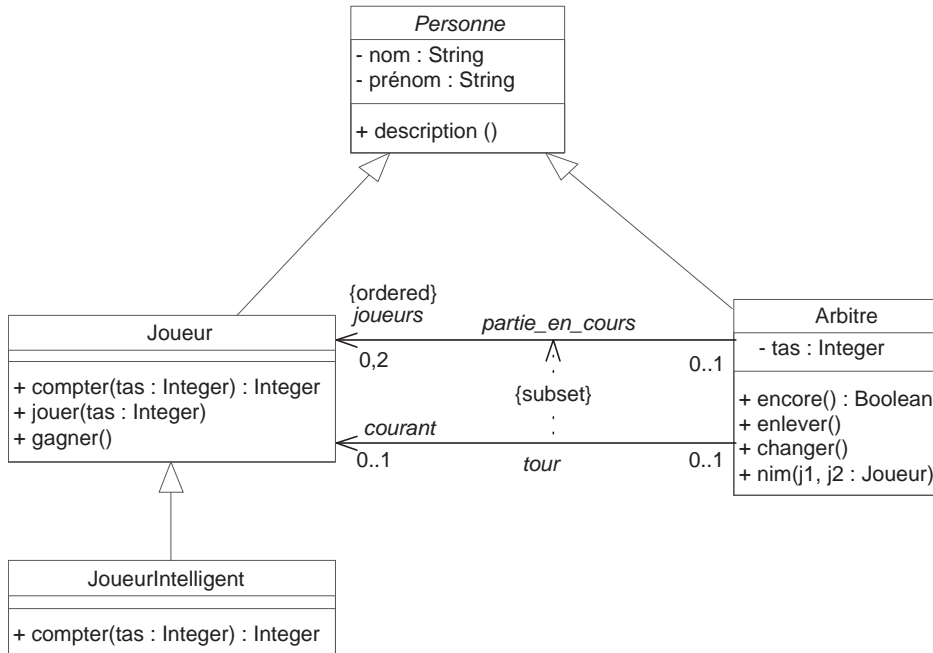 Personne
- nom : String
- prénom : String
+ description ()
{ordered}
joueurs
partie_en_cours
0,2
0..1
{subset}
courant
0..1
tour
0..1
Joueur
+ compter(tas : Integer) : Integer
+ jouer(tas : Integer)
+ gagner()
Arbitre
- tas : Integer
+ encore() : Boolean
+ enlever()
+ changer()
+ nim(j1, j2 : Joueur)
JoueurIntelligent
+ compter(tas : Integer) : Integer